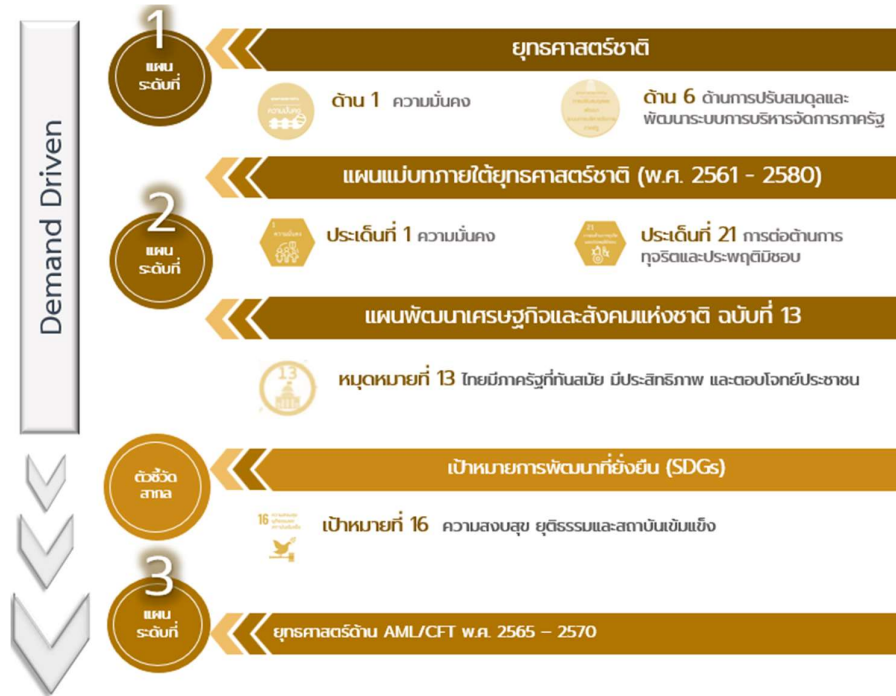 Demand Driven
1
แผน
ระดับที่
ยุทธศาสตร์ชาติ
ด้าน 1 ความมั่นคง
ด้าน 6 ด้านการปรับสมดุลและ
พัฒนาระบบการบริหารจัดการภาครัฐ
2
แผน
ระดับที่
แผนแม่บทภายใต้ยุทธศาสตร์ชาติ (พ.ศ. 2561 - 2580)
1
ความมั่นคง
ประเด็นที่ 1 ความมั่นคง
21
ประเด็นที่ 21 การต่อต้านการ
ทุจริตและประพฤติมิชอบ
แผนพัฒนาเศรษฐกิจและสังคมแห่งชาติ ฉบับที่ 13
13
หมุดหมายที่ 13 ไทยมีภาครัฐที่ทันสมัย มีประสิทธิภาพ และตอบโจทย์ประชาชน
ตัวชี้วัด
สากล
เป้าหมายการพัฒนาที่ยั่งยืน (SDGs)
16
เป้าหมายที่ 16 ความสงบสุข ยุติธรรมและสถาบันเข้มแข็ง
3
แผน
ระดับที่
ยุทธศาสตร์ด้าน AML/CFT พ.ศ. 2565 – 2570